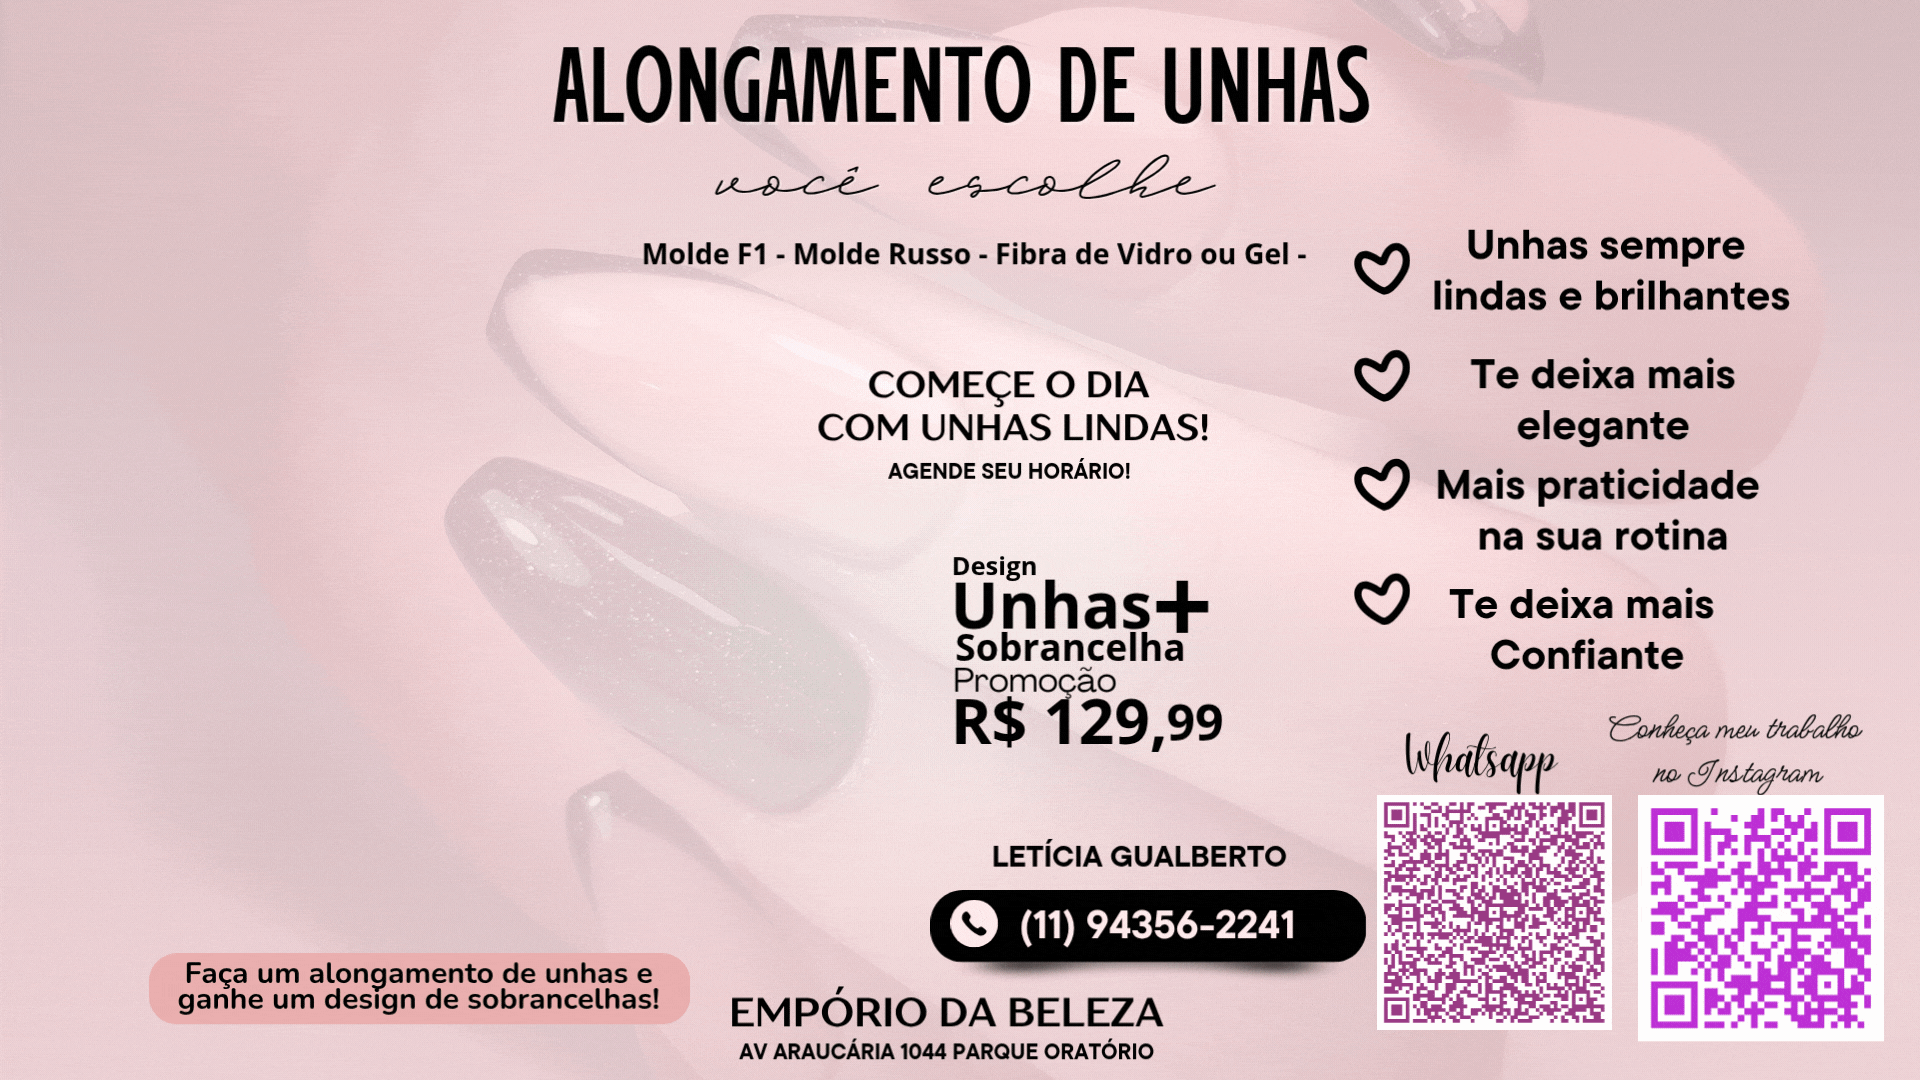 ALONGAMENTO DE UNHAS
você escolhe
Molde F1 - Molde Russo - Fibra de Vidro ou Gel -
COMEÇE O DIA
COM UNHAS LINDAS!
AGENDE SEU HORÁRIO!
Unhas sempre
lindas e brilhantes
Te deixa mais
elegante
Mais praticidade
na sua rotina
Te deixa mais
Confiante
Design
Unhas+
Sobrancelha
Promoção
R$ 129,99
Whatsapp
Conheça meu trabalho
no Instagram
LETÍCIA GUALBERTO
(11) 94356-2241
Faça um alongamento de unhas e
ganhe um design de sobrancelhas!
EMPÓRIO DA BELEZA
AV ARAUCÁRIA 1044 PARQUE ORATÓRIO